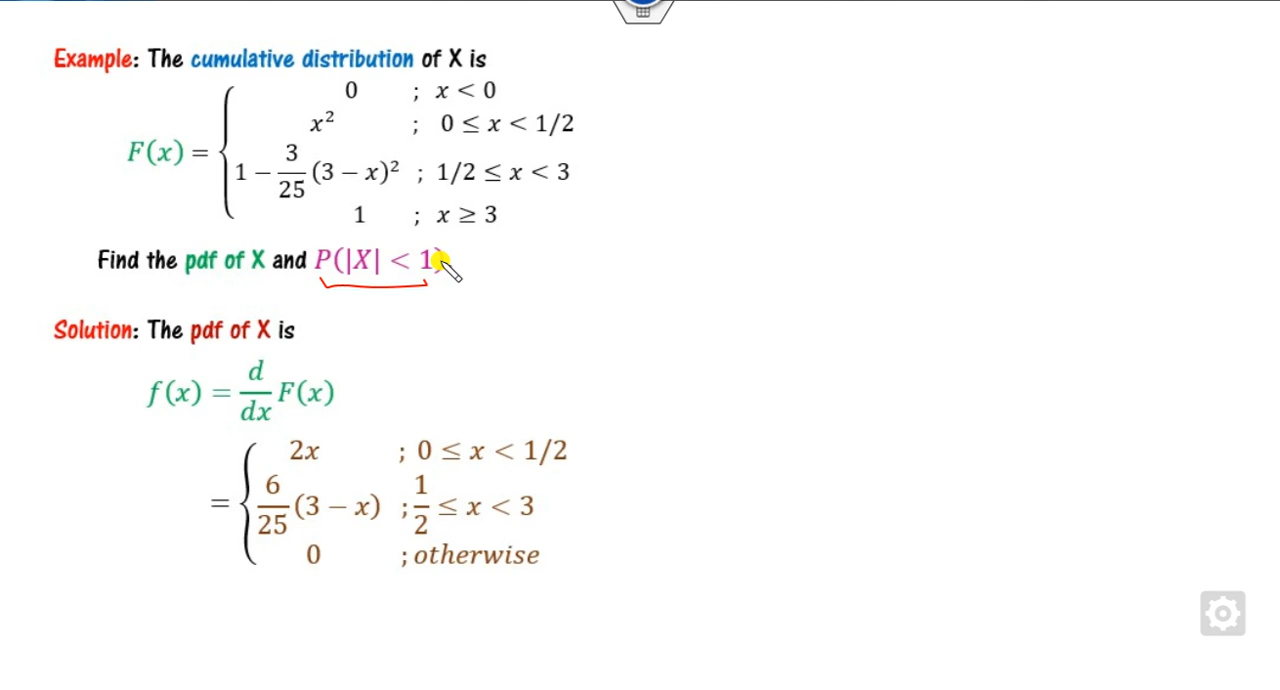 Example: The cumulative distribution of X is
0 ; x < 0
x² ; 0 ≤ x < 1/2
F(x) = { 1 − 3/25 (3 − x)² ; 1/2 ≤ x < 3
1 ; x ≥ 3
Find the pdf of X and P(|X| < 1)
Solution: The pdf of X is
f(x) = d/dx F(x)
2x ; 0 ≤ x < 1/2
= { 6/25 (3 − x) ; 1/2 ≤ x < 3
0 ; otherwise